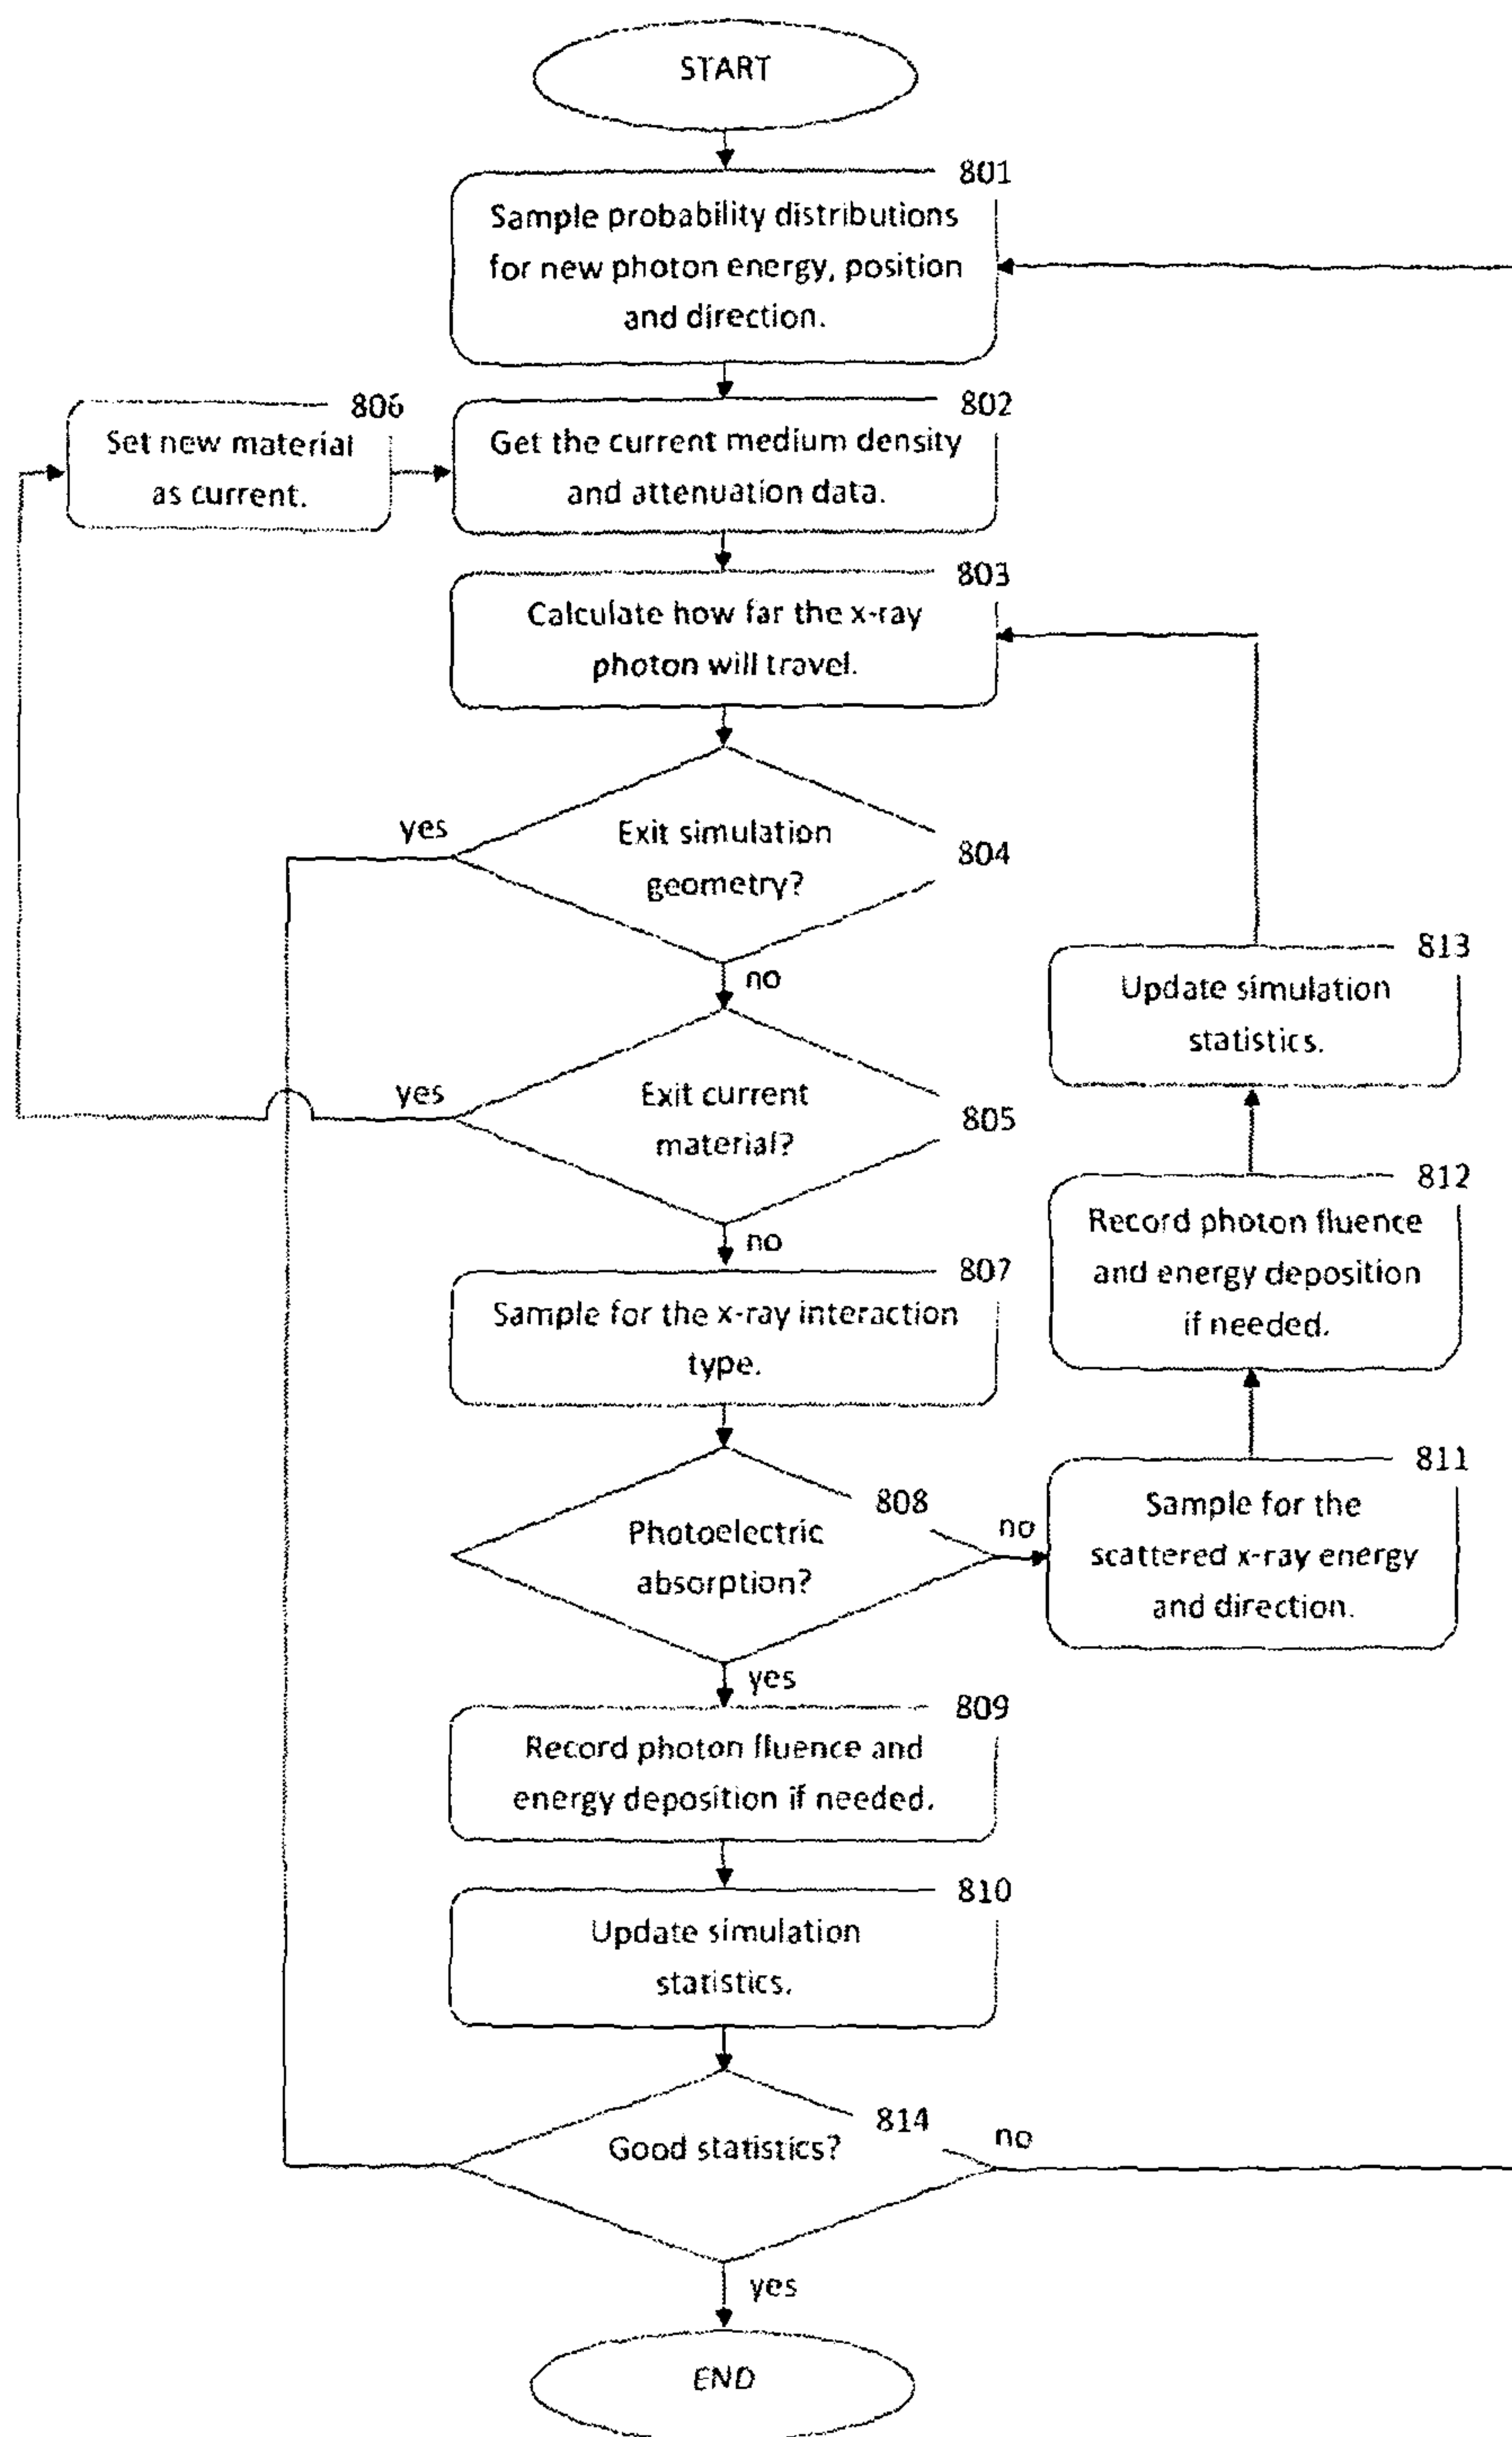 START
801
Sample probability distributions
for new photon energy, position
and direction.
806
Set new material
as current.
802
Get the current medium density
and attenuation data.
803
Calculate how far the x-ray
photon will travel.
yes
Exit simulation
geometry?
804
no
813
Update simulation
statistics.
yes
Exit current
material?
805
no
812
Record photon fluence
and energy deposition
if needed.
807
Sample for the x-ray interaction
type.
808
Photoelectric
absorption?
no
811
Sample for the
scattered x-ray energy
and direction.
yes
809
Record photon fluence and
energy deposition if needed.
810
Update simulation
statistics.
814
Good statistics?
no
yes
END